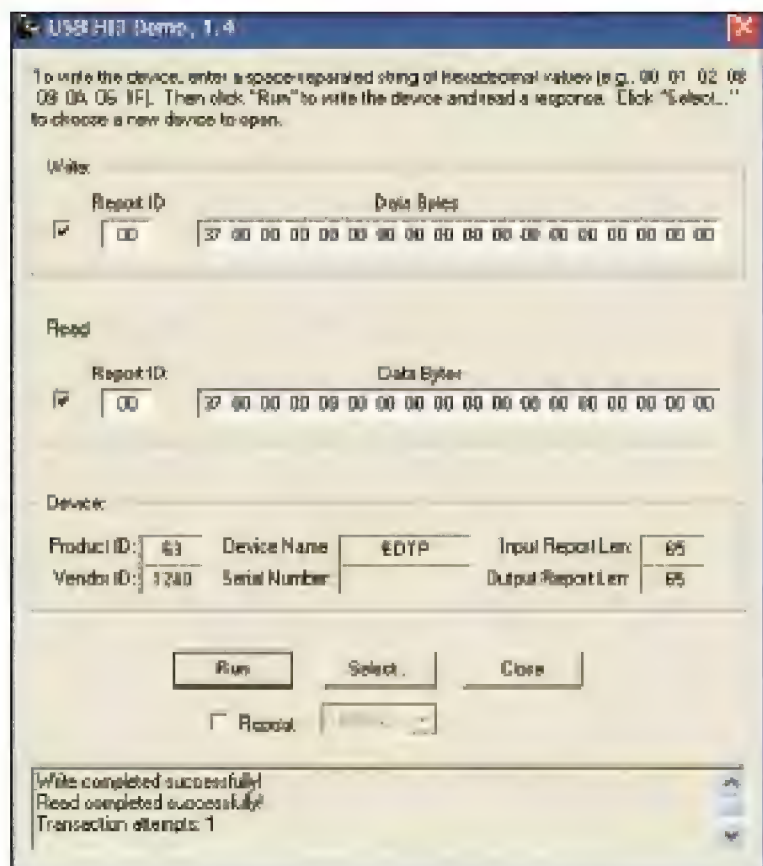 USB HID Demo, 1.4
To write the device, enter a space-separated string of hexadecimal values (e.g., 00 01 02 08
09 0A 05 FF). Then click "Run" to write the device and read a response. Click "Select..."
to choose a new device to open.
Write:
Report ID Data Bytes
00 37 00 00 00 00 00 00 00 00 00 00 00 00 00 00 00 00 00
Read
Report ID: Data Bytes
00 37 00 00 00 00 00 00 00 00 00 00 00 00 00 00 00 00 00
Device:
Product ID: 63 Device Name EDTP Input Report Len: 65
Vendor ID: 1240 Serial Number Output Report Len 65
Run Select.. Close
Repeat
Write completed successfully!
Read completed successfully!
Transaction attempts: 1